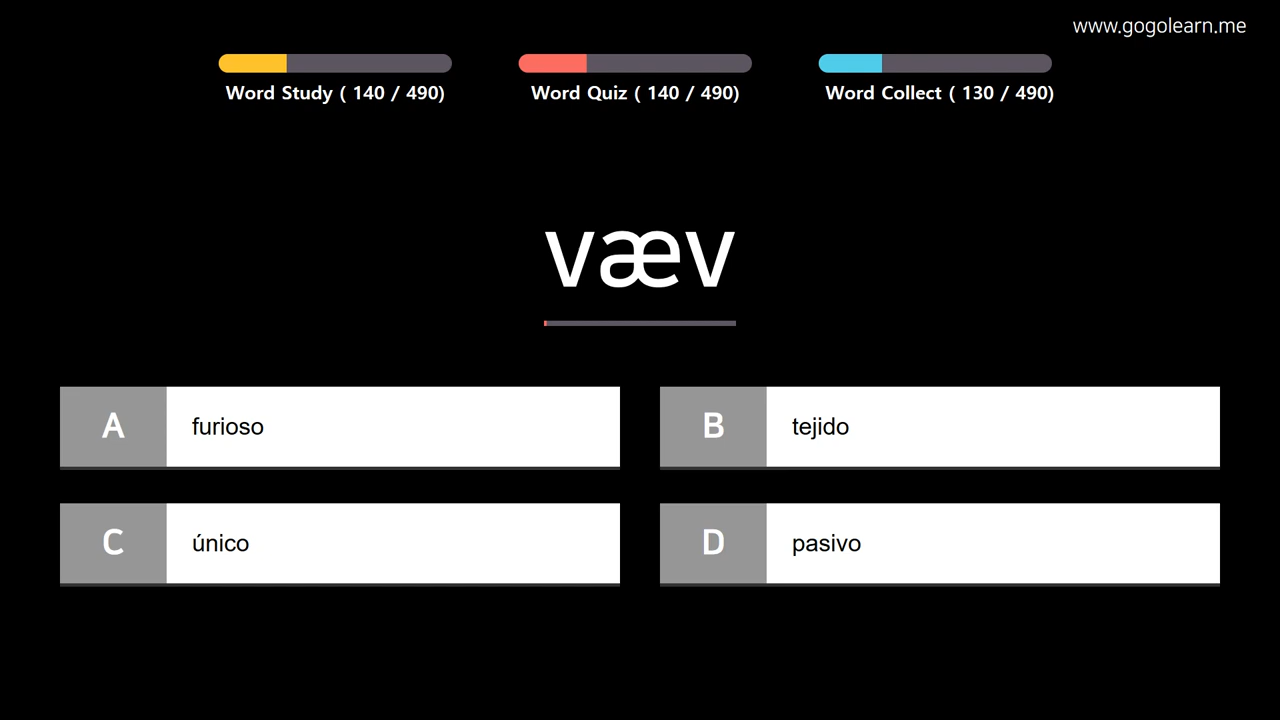 www.gogolearn.me
Word Study ( 140 / 490)
Word Quiz ( 140 / 490)
Word Collect ( 130 / 490)
væv
A furioso
B tejido
C único
D pasivo